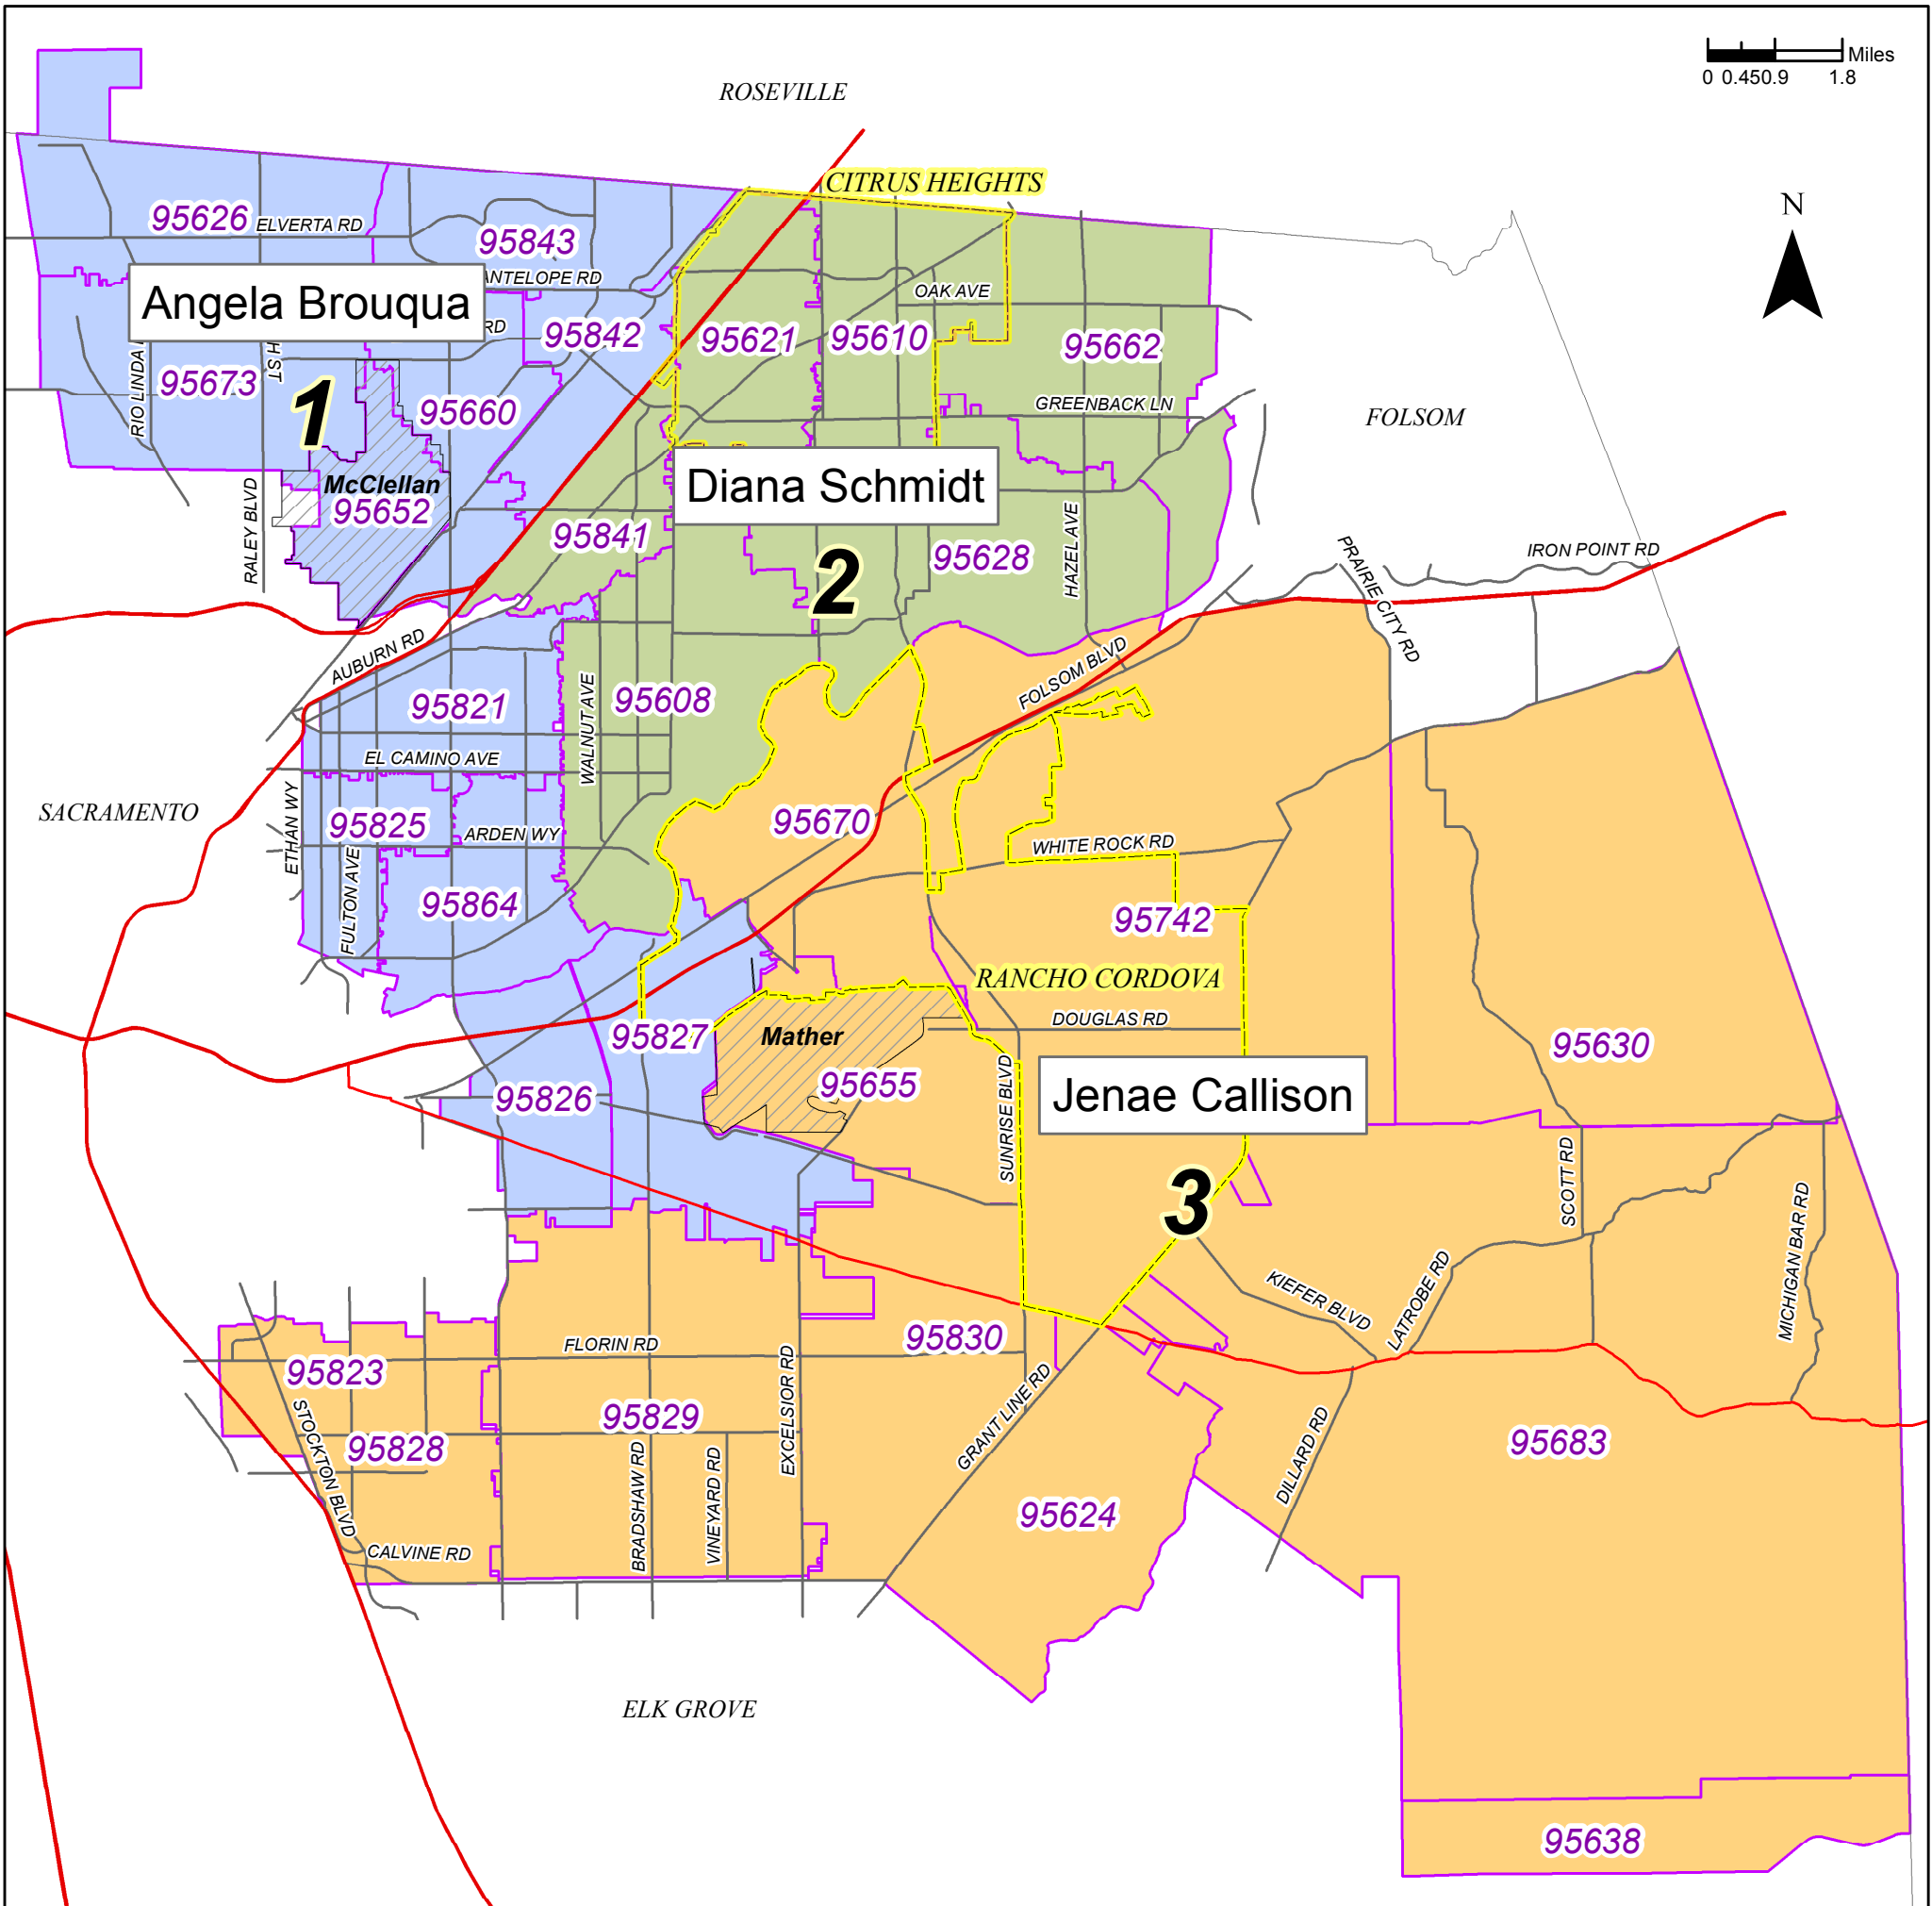 Miles
0 0.45 0.9 1.8
ROSEVILLE
CITRUS HEIGHTS
N
95626
ELVERTA RD
95843
ANTELOPE RD
Angela Brouqua
OAK AVE
RD
95842
95621
95610
95662
RIO LINDA
ST
95673
1
95660
GREENBACK LN
FOLSOM
McClellan
95652
RALEY BLVD
Diana Schmidt
95841
2
95628
HAZEL AVE
PRAIRIE CITY RD
IRON POINT RD
AUBURN RD
95821
WALNUT AVE
95608
FOLSOM BLVD
EL CAMINO AVE
SACRAMENTO
ETHAN WY
95825
ARDEN WY
95670
WHITE ROCK RD
FULTON AVE
95864
95742
RANCHO CORDOVA
95827
Mather
DOUGLAS RD
95630
95655
95826
SUNRISE BLVD
Jenae Callison
SCOTT RD
3
MICHIGAN BAR RD
KIEFER BLVD
LATROBE RD
FLORIN RD
95830
95823
EXCELSIOR RD
GRANT LINE RD
95829
STOCKTON BLVD
95828
BRADSHAW RD
VINEYARD RD
DILLARD RD
95683
95624
CALVINE RD
ELK GROVE
95638